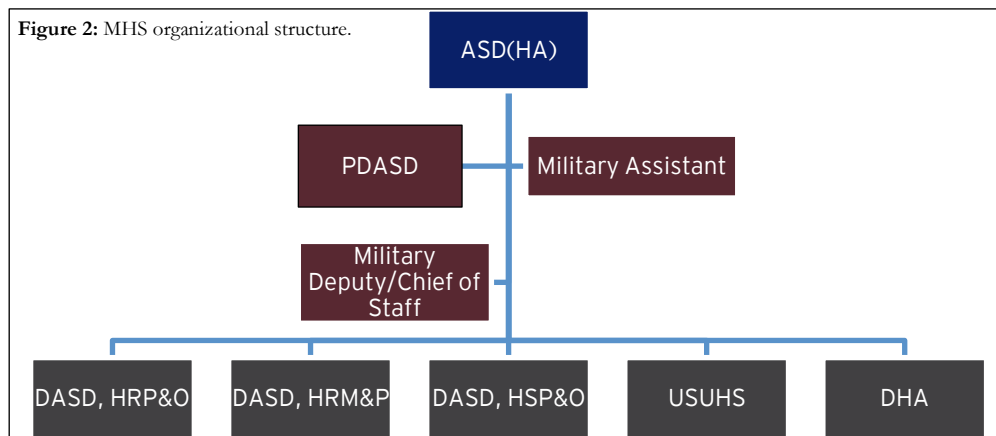 Figure 2: MHS organizational structure.
ASD(HA)
PDASD
Military Assistant
Military
Deputy/Chief of
Staff
DASD, HRP&O
DASD, HRM&P
DASD, HSP&O
USUHS
DHA